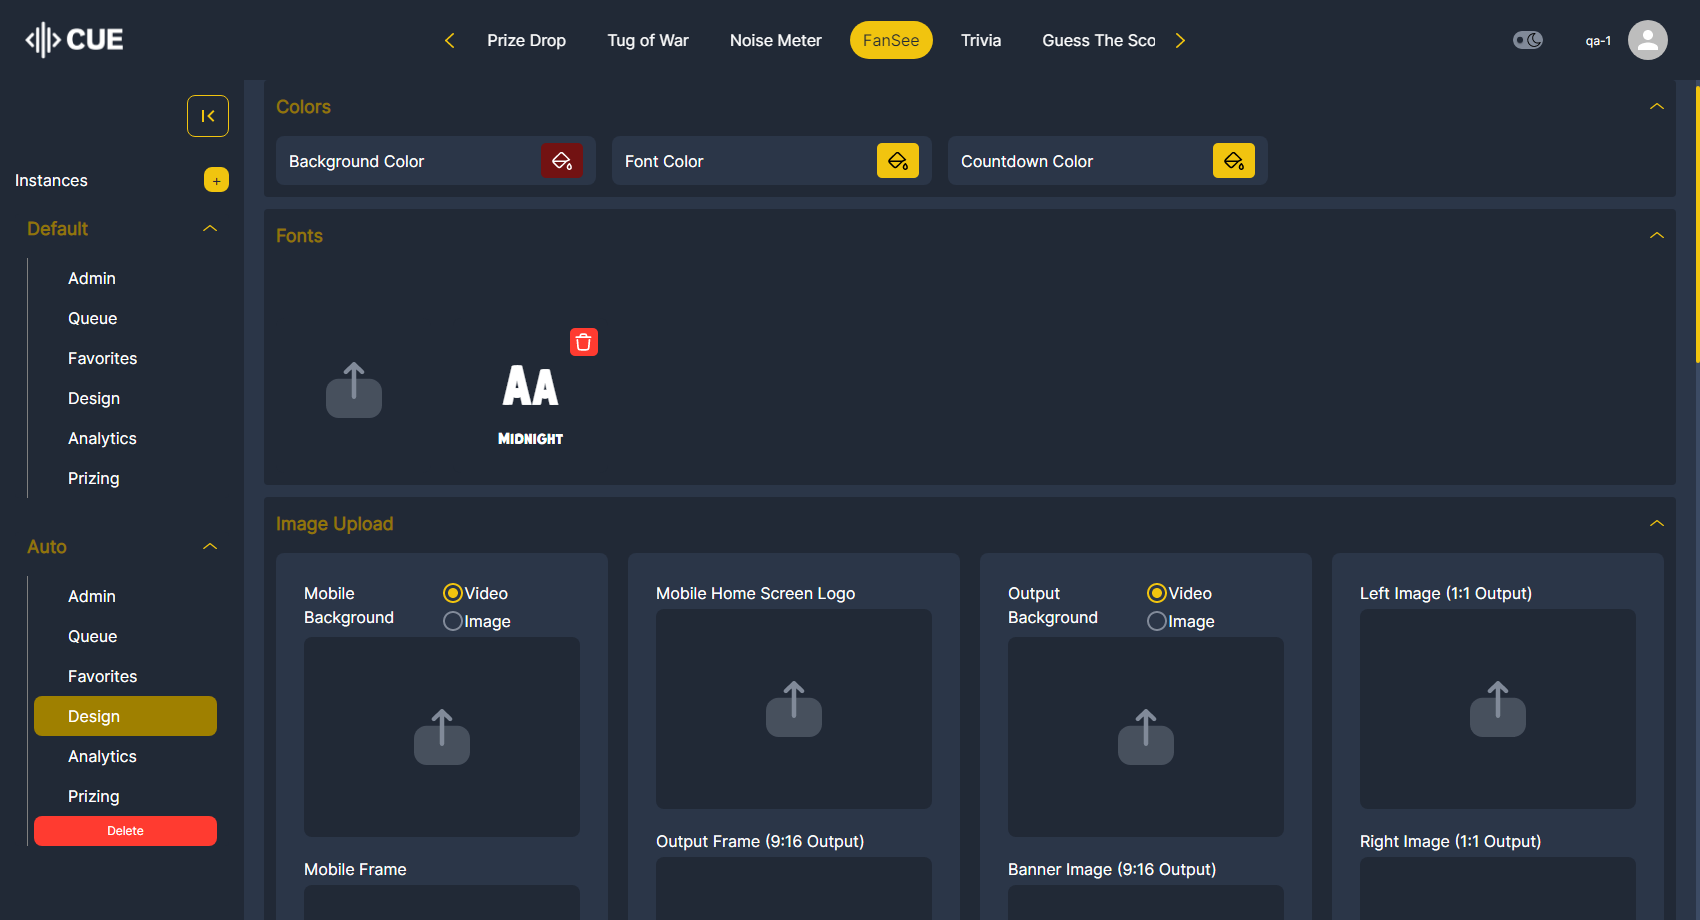 CUE
Prize Drop
Tug of War
Noise Meter
FanSee
Trivia
Guess The Sco
qa-1
Instances
+
Default
Admin
Queue
Favorites
Design
Analytics
Prizing
Auto
Admin
Queue
Favorites
Design
Analytics
Prizing
Delete
Colors
Background Color
Font Color
Countdown Color
Fonts
AA
MIDNIGHT
Image Upload
Mobile
Background
Video
Image
Mobile Home Screen Logo
Output
Background
Video
Image
Left Image (1:1 Output)
Mobile Frame
Output Frame (9:16 Output)
Banner Image (9:16 Output)
Right Image (1:1 Output)